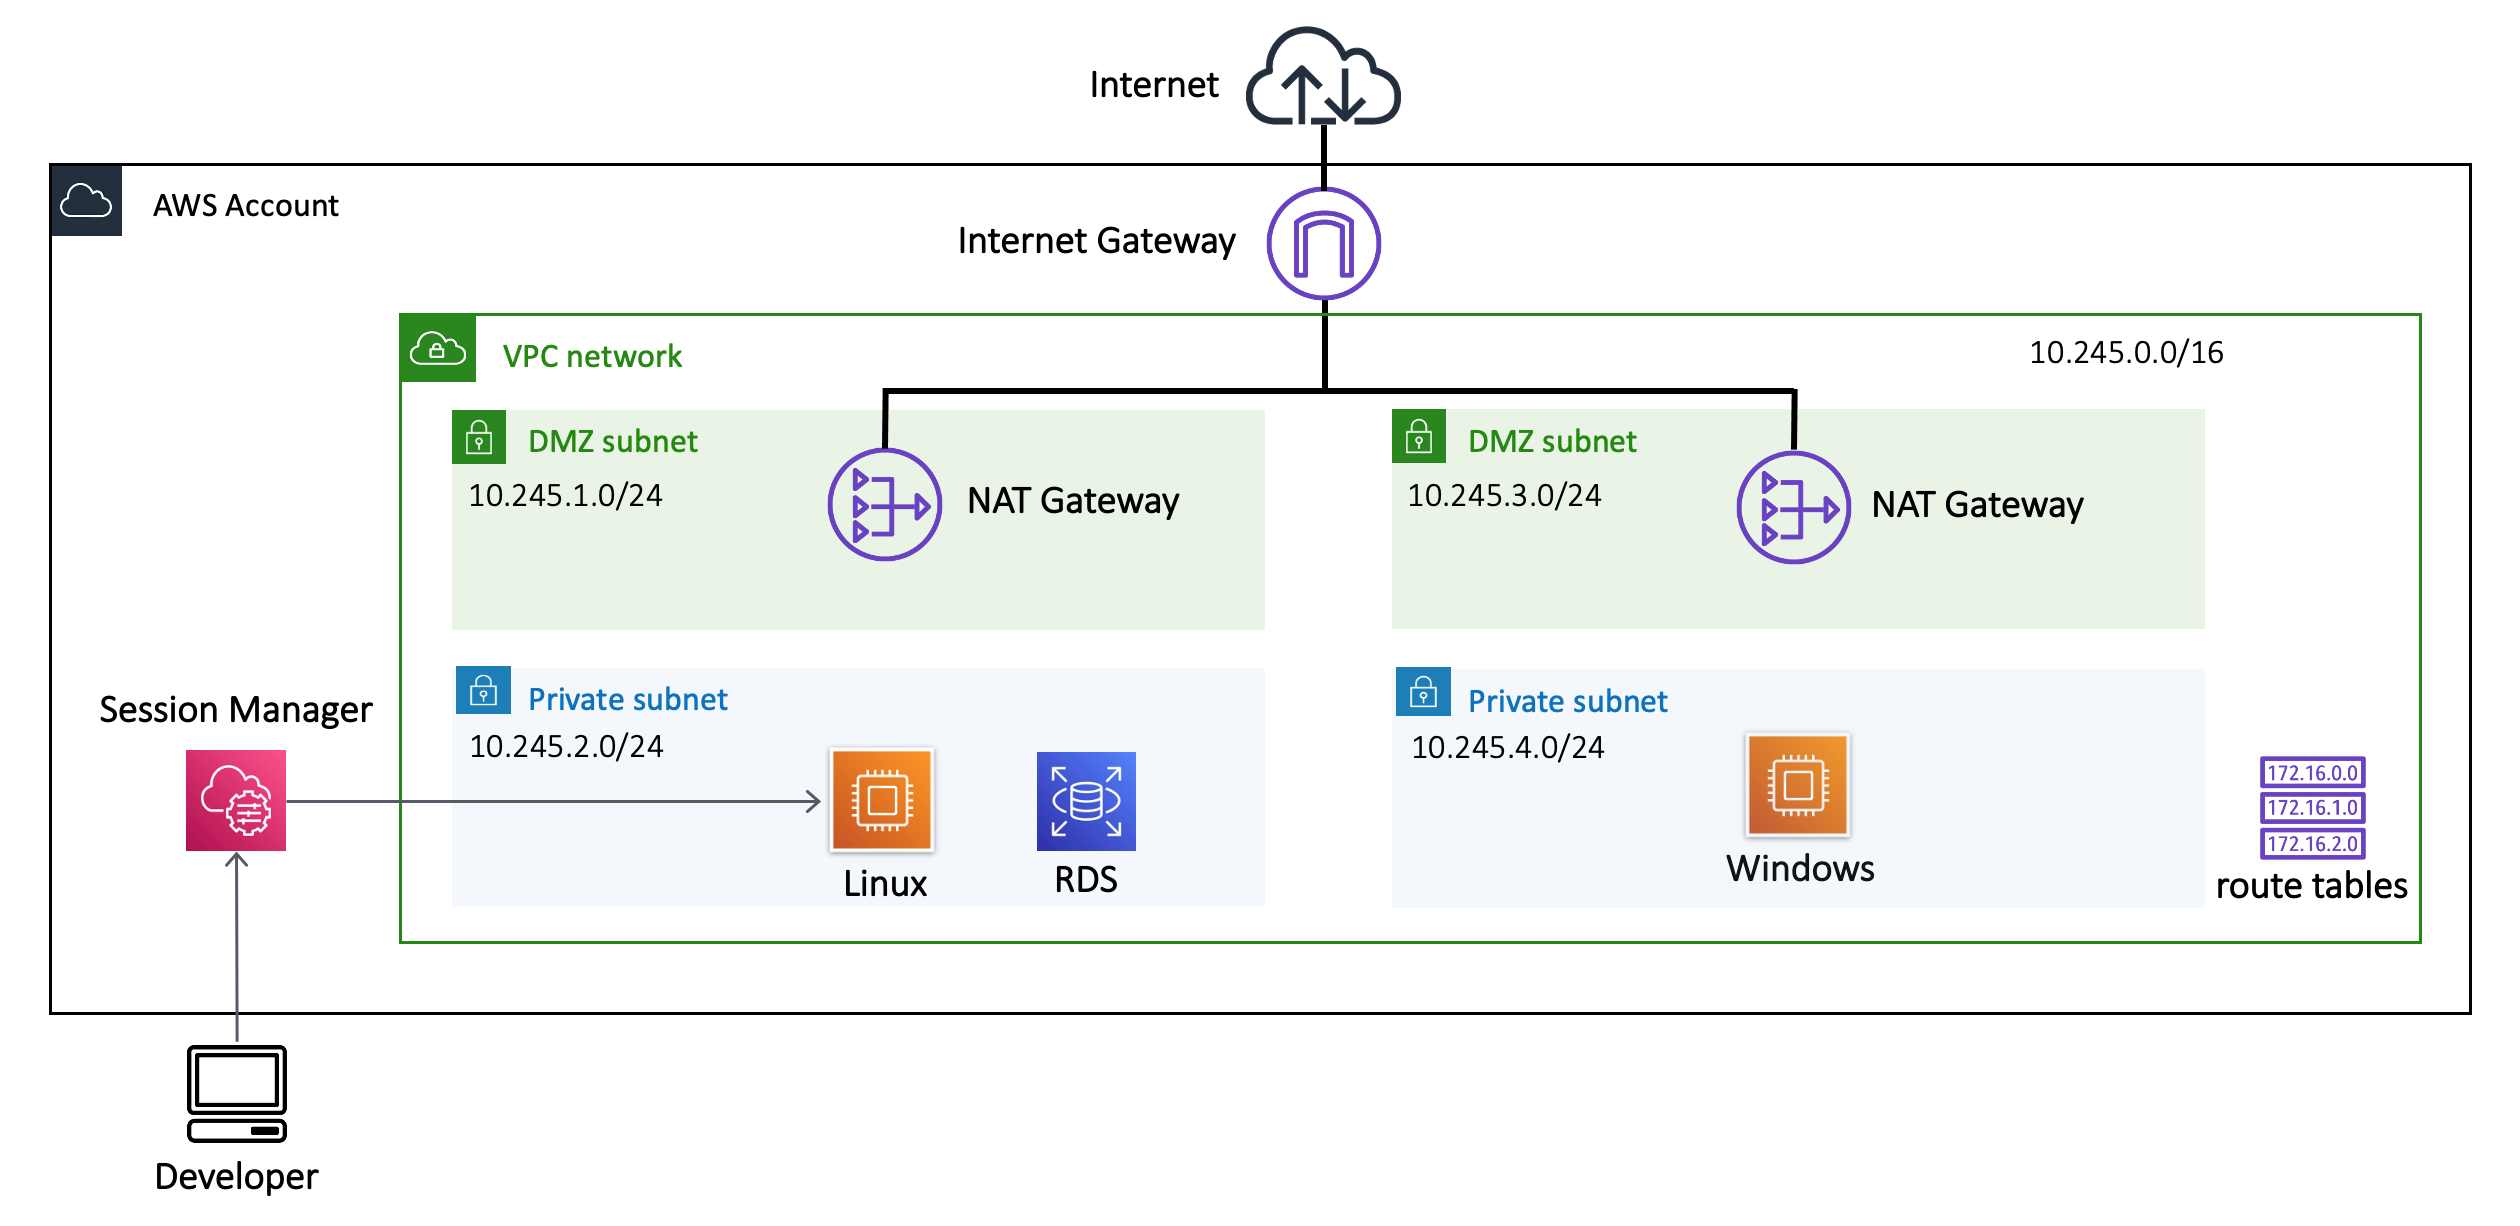 Internet
AWS Account
Internet Gateway
VPC network
10.245.0.0/16
DMZ subnet
10.245.1.0/24
NAT Gateway
DMZ subnet
10.245.3.0/24
NAT Gateway
Session Manager
Private subnet
10.245.2.0/24
Linux
RDS
Private subnet
10.245.4.0/24
Windows
172.16.0.0
172.16.1.0
172.16.2.0
route tables
Developer